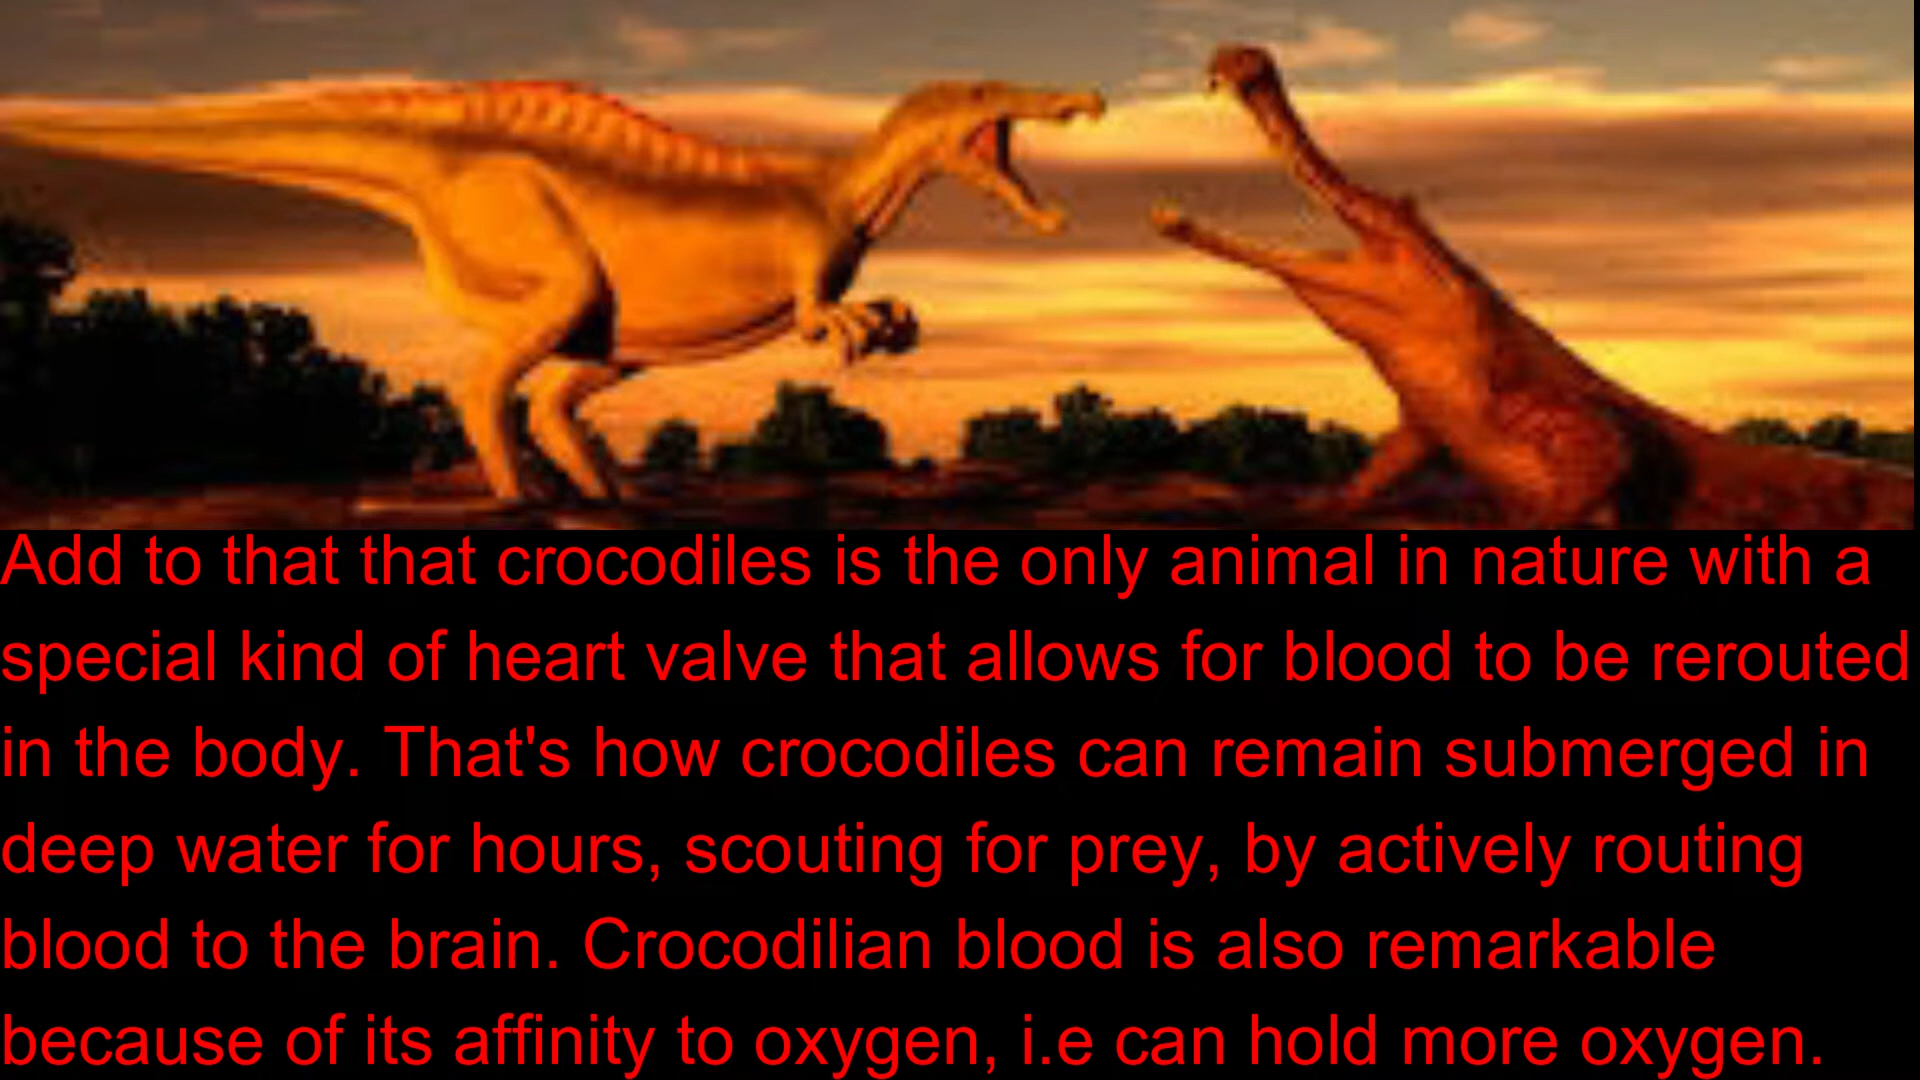 Add to that that crocodiles is the only animal in nature with a
special kind of heart valve that allows for blood to be rerouted
in the body. That's how crocodiles can remain submerged in
deep water for hours, scouting for prey, by actively routing
blood to the brain. Crocodilian blood is also remarkable
because of its affinity to oxygen, i.e can hold more oxygen.